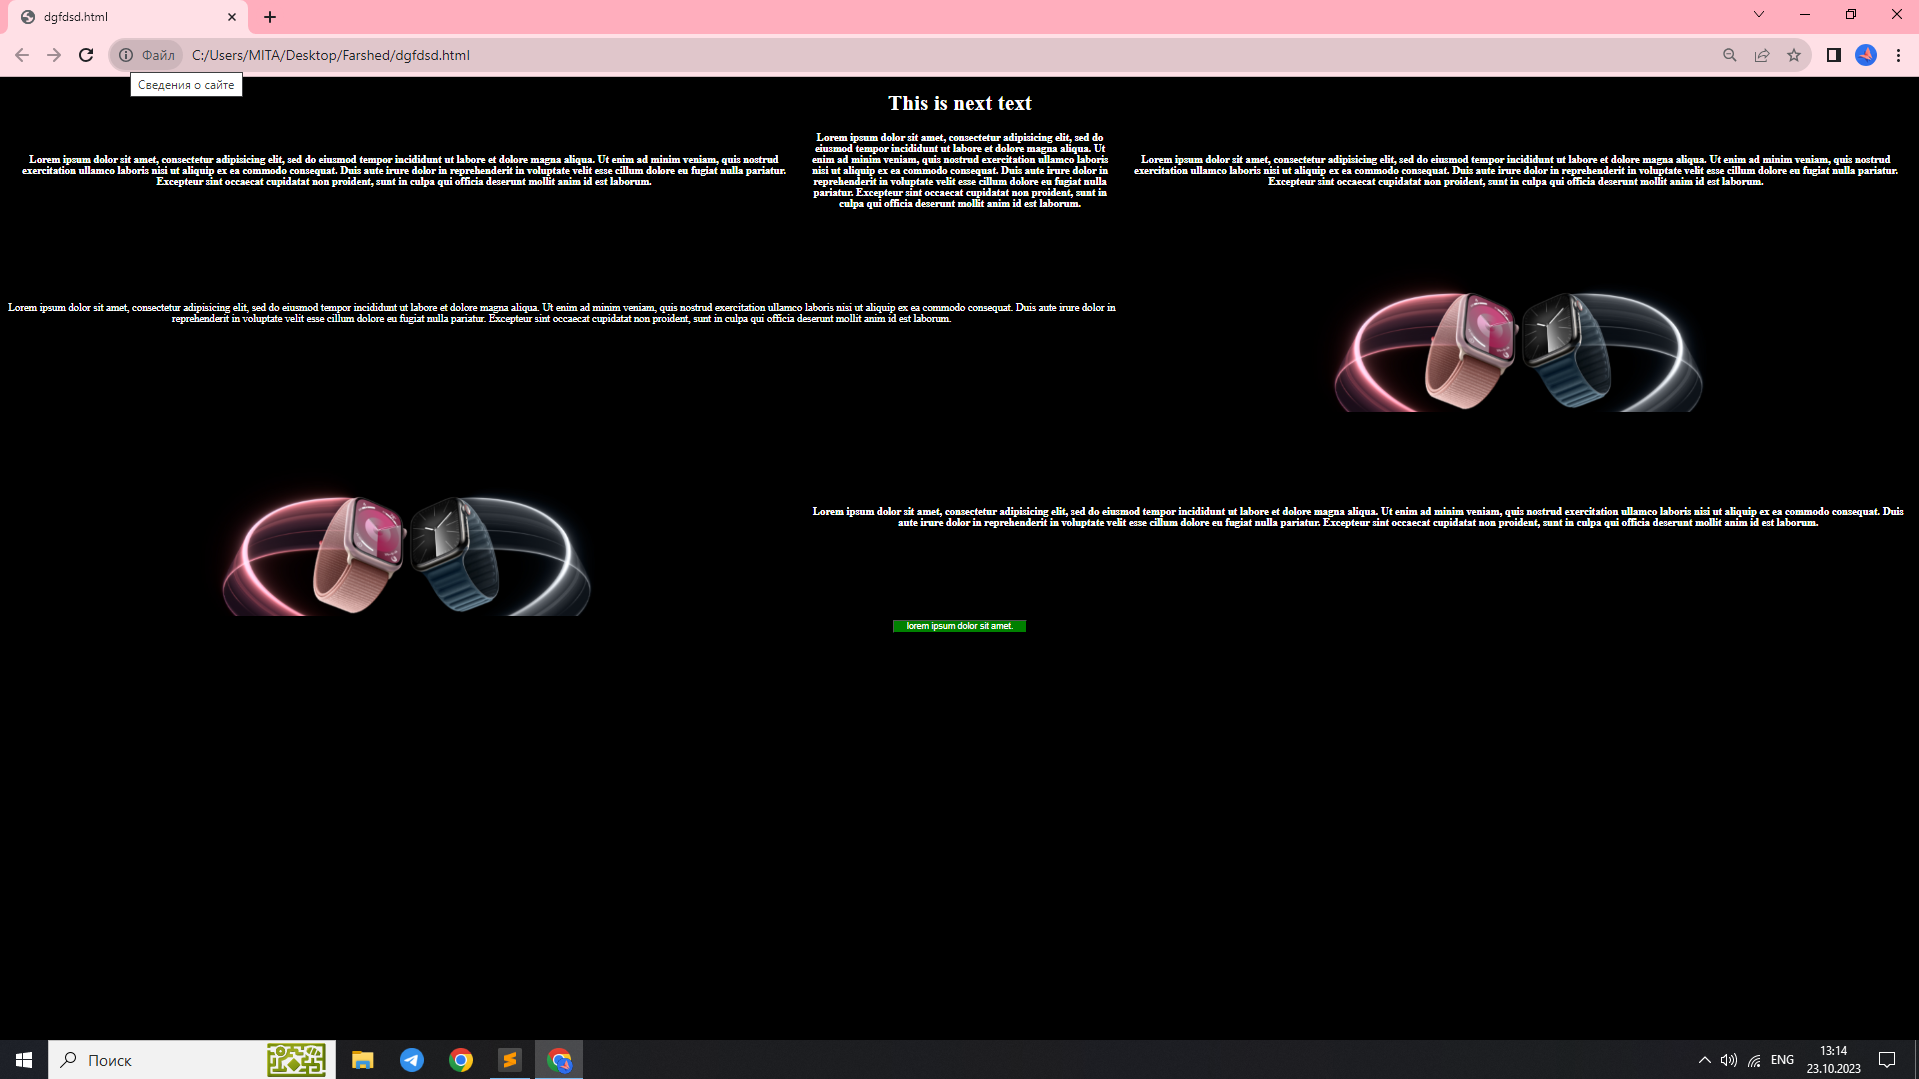 dgfdsd.html
Файл
C:/Users/MITA/Desktop/Farshed/dgfdsd.html
Сведения о сайте
This is next text
Lorem ipsum dolor sit amet, consectetur adipisicing elit, sed do eiusmod tempor incididunt ut labore et dolore magna aliqua. Ut enim ad minim veniam, quis nostrud
exercitation ullamco laboris nisi ut aliquip ex ea commodo consequat. Duis aute irure dolor in reprehenderit in voluptate velit esse cillum dolore eu fugiat nulla pariatur.
Excepteur sint occaecat cupidatat non proident, sunt in culpa qui officia deserunt mollit anim id est laborum.
Lorem ipsum dolor sit amet, consectetur adipisicing elit, sed do
eiusmod tempor incididunt ut labore et dolore magna aliqua. Ut
enim ad minim veniam, quis nostrud exercitation ullamco laboris
nisi ut aliquip ex ea commodo consequat. Duis aute irure dolor in
reprehenderit in voluptate velit esse cillum dolore eu fugiat nulla
pariatur. Excepteur sint occaecat cupidatat non proident, sunt in
culpa qui officia deserunt mollit anim id est laborum.
Lorem ipsum dolor sit amet, consectetur adipisicing elit, sed do eiusmod tempor incididunt ut labore et dolore magna aliqua. Ut enim ad minim veniam, quis nostrud
exercitation ullamco laboris nisi ut aliquip ex ea commodo consequat. Duis aute irure dolor in reprehenderit in voluptate velit esse cillum dolore eu fugiat nulla pariatur.
Excepteur sint occaecat cupidatat non proident, sunt in culpa qui officia deserunt mollit anim id est laborum.
Lorem ipsum dolor sit amet, consectetur adipisicing elit, sed do eiusmod tempor incididunt ut labore et dolore magna aliqua. Ut enim ad minim veniam, quis nostrud exercitation ullamco laboris nisi ut aliquip ex ea commodo consequat. Duis aute irure dolor in
reprehenderit in voluptate velit esse cillum dolore eu fugiat nulla pariatur. Excepteur sint occaecat cupidatat non proident, sunt in culpa qui officia deserunt mollit anim id est laborum.
Lorem ipsum dolor sit amet, consectetur adipisicing elit, sed do eiusmod tempor incididunt ut labore et dolore magna aliqua. Ut enim ad minim veniam, quis nostrud exercitation ullamco laboris nisi ut aliquip ex ea commodo consequat. Duis
aute irure dolor in reprehenderit in voluptate velit esse cillum dolore eu fugiat nulla pariatur. Excepteur sint occaecat cupidatat non proident, sunt in culpa qui officia deserunt mollit anim id est laborum.
lorem ipsum dolor sit amet.
Поиск
ENG
13:14
23.10.2023